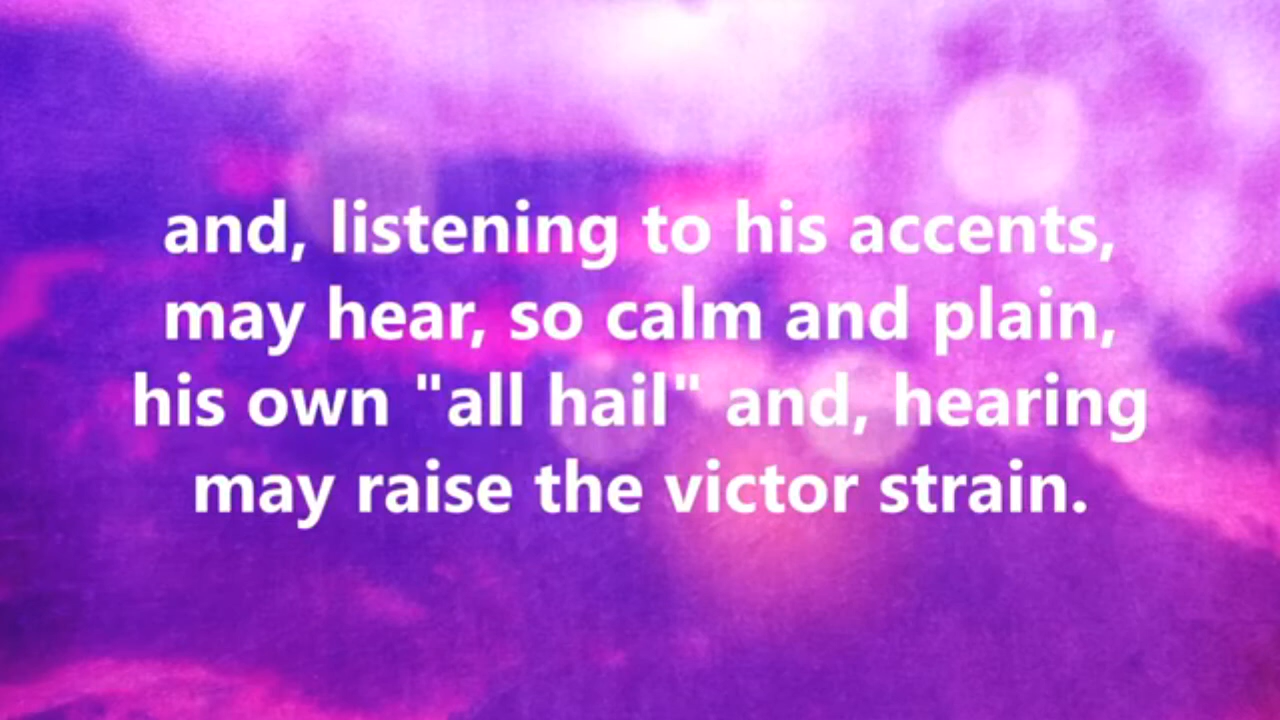 and, listening to his accents,
may hear, so calm and plain,
his own "all hail" and, hearing
may raise the victor strain.